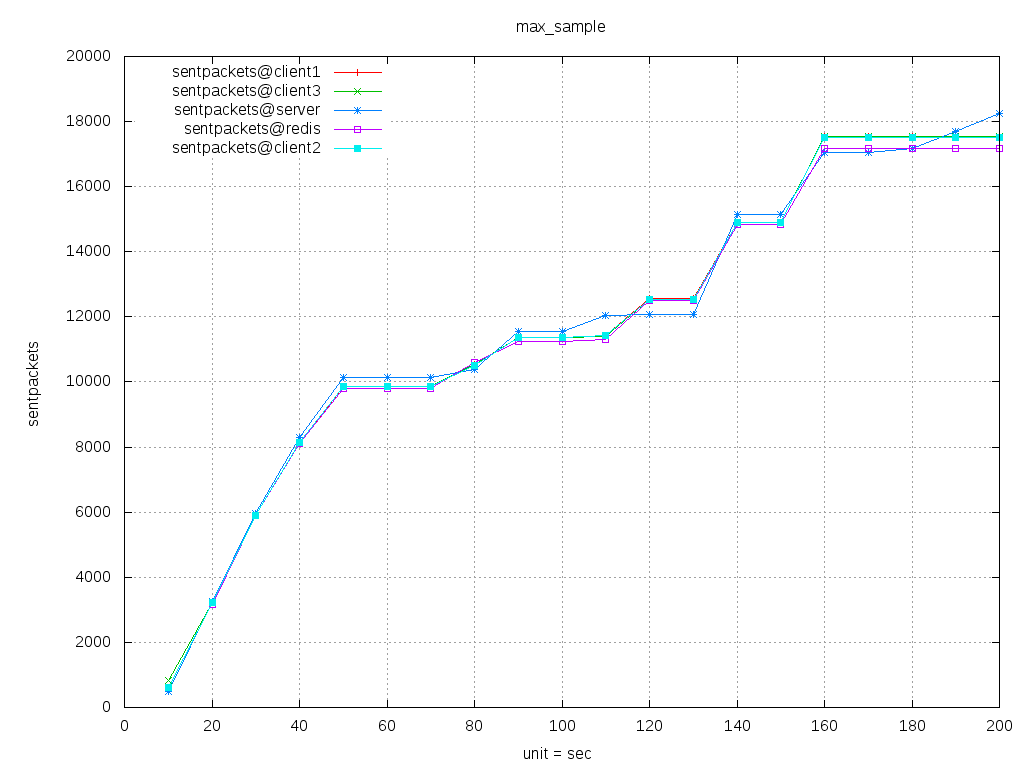 max_sample
20000
18000
16000
14000
12000
10000
8000
6000
4000
2000
0
sentpackets
sentpackets@client1
sentpackets@client3
sentpackets@server
sentpackets@redis
sentpackets@client2
0 20 40 60 80 100 120 140 160 180 200
unit = sec